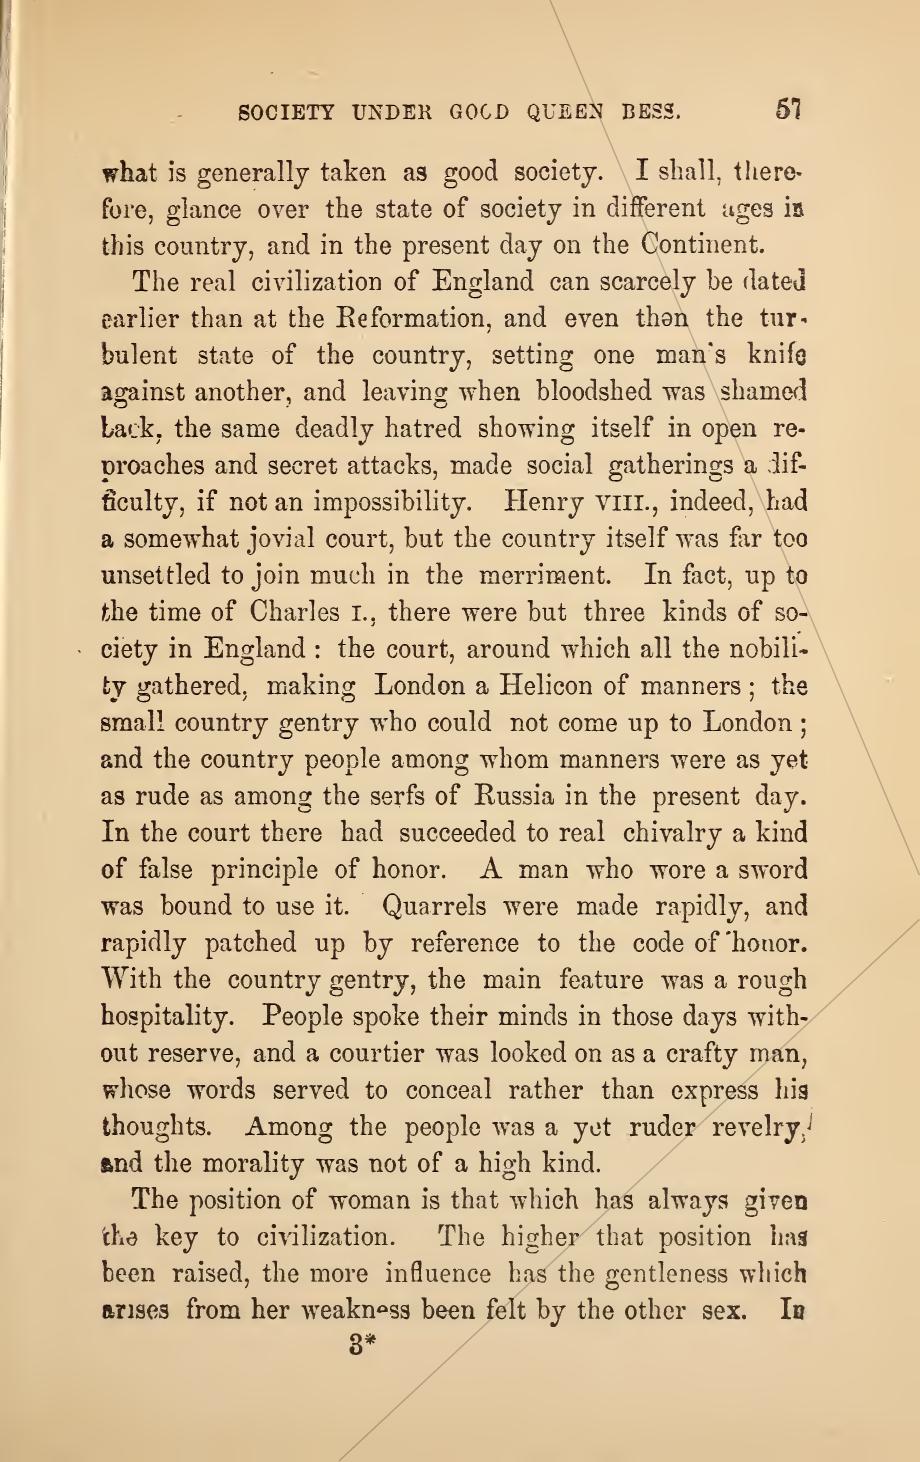 SOCIETY UNDER GOOD QUEEN BESS. 57
what is generally taken as good society. I shall, there-
fore, glance over the state of society in different ages in
this country, and in the present day on the Continent.
The real civilization of England can scarcely be dated
earlier than at the Reformation, and even then the tur-
bulent state of the country, setting one man's knife
against another, and leaving when bloodshed was shamed
back, the same deadly hatred showing itself in open re-
proaches and secret attacks, made social gatherings a dif-
ficulty, if not an impossibility. Henry VIII., indeed, had
a somewhat jovial court, but the country itself was far too
unsettled to join much in the merriment. In fact, up to
the time of Charles I., there were but three kinds of so-
ciety in England : the court, around which all the nobili-
ty gathered, making London a Helicon of manners ; the
small country gentry who could not come up to London ;
and the country people among whom manners were as yet
as rude as among the serfs of Russia in the present day.
In the court there had succeeded to real chivalry a kind
of false principle of honor. A man who wore a sword
was bound to use it. Quarrels were made rapidly, and
rapidly patched up by reference to the code of honor.
With the country gentry, the main feature was a rough
hospitality. People spoke their minds in those days with-
out reserve, and a courtier was looked on as a crafty man,
whose words served to conceal rather than express his
thoughts. Among the people was a yet ruder revelry,
and the morality was not of a high kind.
The position of woman is that which has always given
the key to civilization. The higher that position has
been raised, the more influence has the gentleness which
arises from her weakness been felt by the other sex. In
3*